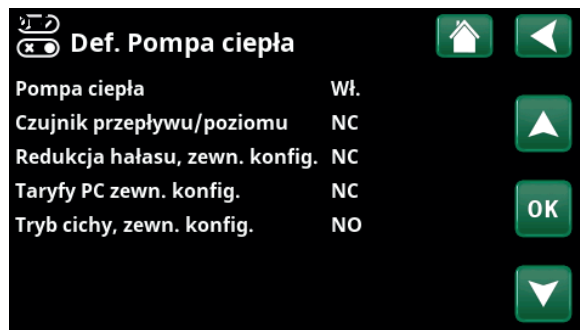 Def. Pompa ciepła
Pompa ciepła Wł.
Czujnik przepływu/poziomu NC
Redukcja hałasu, zewn. konfig. NC
Taryfy PC zewn. konfig. NC
Tryb cichy, zewn. konfig. NO
OK